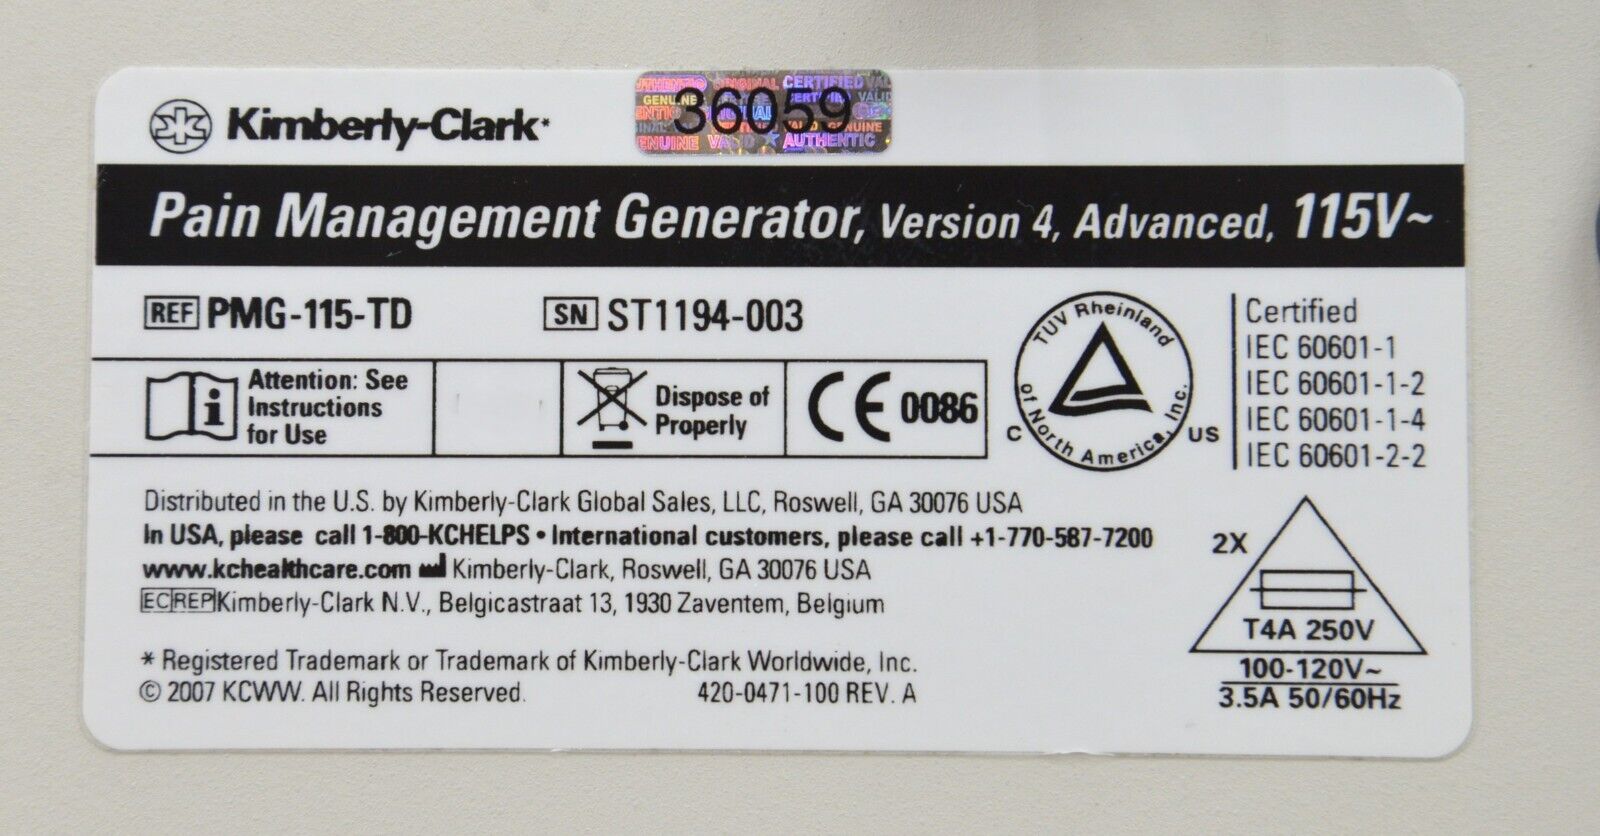 Kimberly-Clark*
36059
Pain Management Generator, Version 4, Advanced, 115V~
REF PMG-115-TD
SN ST1194-003
TUV Rheinland of North America, Inc.
C US
Certified
IEC 60601-1
IEC 60601-1-2
IEC 60601-1-4
IEC 60601-2-2
Attention: See
Instructions
for Use
Dispose of
Properly
CE 0086
Distributed in the U.S. by Kimberly-Clark Global Sales, LLC, Roswell, GA 30076 USA
In USA, please call 1-800-KCHELPS • International customers, please call +1-770-587-7200
www.kchealthcare.com Kimberly-Clark, Roswell, GA 30076 USA
EC REP Kimberly-Clark N.V., Belgicastraat 13, 1930 Zaventem, Belgium
* Registered Trademark or Trademark of Kimberly-Clark Worldwide, Inc.
© 2007 KCWW. All Rights Reserved. 420-0471-100 REV. A
2X
T4A 250V
100-120V~
3.5A 50/60Hz